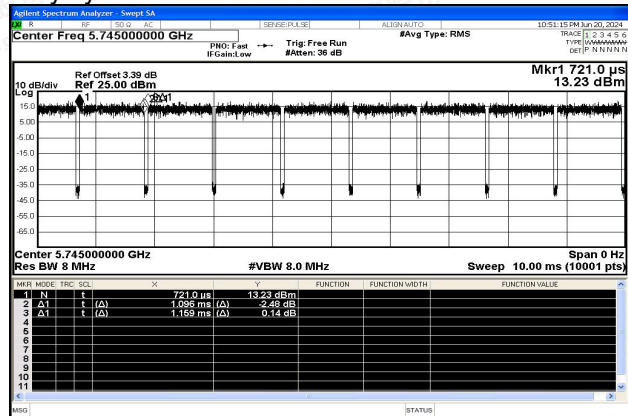 Agilent Spectrum Analyzer - Swept SA
LXI R RF 50 Ω AC SENSE:PULSE ALIGN AUTO 10:51:15 PM Jun 20, 2024
Center Freq 5.745000000 GHz #Avg Type: RMS TRACE 1 2 3 4 5 6
PNO: Fast Trig: Free Run TYPE
IFGain:Low #Atten: 36 dB DET P N N N N N
Mkr1 721.0 µs
Ref Offset 3.39 dB
10 dB/div Ref 25.00 dBm 13.23 dBm
Log
15.0
5.00
-5.00
-15.0
-25.0
-35.0
-45.0
-55.0
-65.0
Center 5.745000000 GHz Span 0 Hz
Res BW 8 MHz #VBW 8.0 MHz Sweep 10.00 ms (10001 pts)
MKR MODE TRC SCL X Y FUNCTION FUNCTION WIDTH FUNCTION VALUE
1 N t 721.0 µs 13.23 dBm
2 Δ1 t (Δ) 1.096 ms (Δ) -2.48 dB
3 Δ1 t (Δ) 1.159 ms (Δ) 0.14 dB
4
5
6
7
8
9
10
11
MSG STATUS